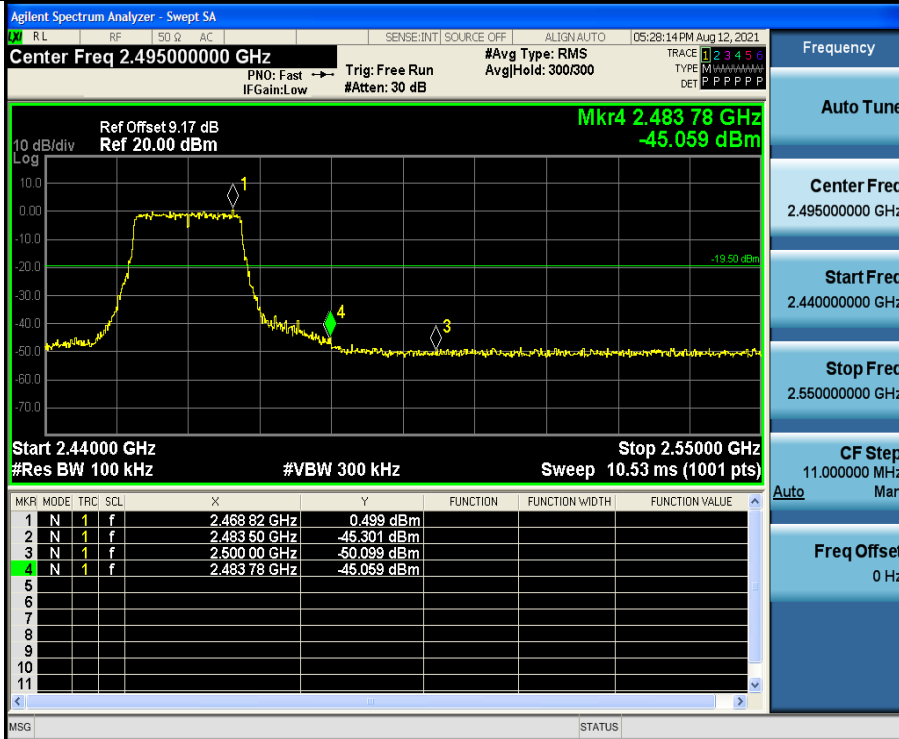 Agilent Spectrum Analyzer - Swept SA
LXI RL RF 50 Ω AC SENSE:INT SOURCE OFF ALIGN AUTO 05:28:14 PM Aug 12, 2021
Center Freq 2.495000000 GHz
PNO: Fast
IFGain:Low
Trig: Free Run
#Atten: 30 dB
#Avg Type: RMS
Avg|Hold: 300/300
TRACE 1 2 3 4 5 6
TYPE M
DET P P P P P P
Frequency
Auto Tune
Center Freq
2.495000000 GHz
Start Freq
2.440000000 GHz
Stop Freq
2.550000000 GHz
CF Step
11.000000 MHz
Auto Man
Freq Offset
0 Hz
Mkr4 2.483 78 GHz
-45.059 dBm
Ref Offset 9.17 dB
10 dB/div Ref 20.00 dBm
Log
10.0
0.00
-10.0
-20.0
-30.0
-40.0
-50.0
-60.0
-70.0
1
4
3
-19.50 dBm
Start 2.44000 GHz Stop 2.55000 GHz
#Res BW 100 kHz #VBW 300 kHz Sweep 10.53 ms (1001 pts)
MKR MODE TRC SCL X Y FUNCTION FUNCTION WIDTH FUNCTION VALUE
1 N 1 f 2.468 82 GHz 0.499 dBm
2 N 1 f 2.483 50 GHz -45.301 dBm
3 N 1 f 2.500 00 GHz -50.099 dBm
4 N 1 f 2.483 78 GHz -45.059 dBm
5
6
7
8
9
10
11
MSG STATUS